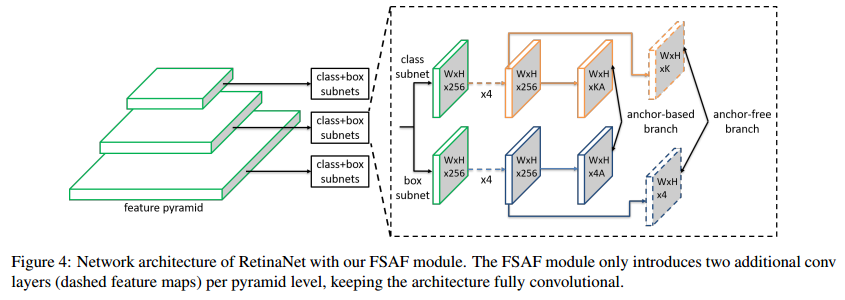 class+box
subnets
class+box
subnets
class+box
subnets
feature pyramid
class
subnet
WxH
x256
x4
WxH
x256
WxH
xKA
WxH
xK
anchor-based
branch
anchor-free
branch
box
subnet
WxH
x256
x4
WxH
x256
WxH
x4A
WxH
x4
Figure 4: Network architecture of RetinaNet with our FSAF module. The FSAF module only introduces two additional conv
layers (dashed feature maps) per pyramid level, keeping the architecture fully convolutional.